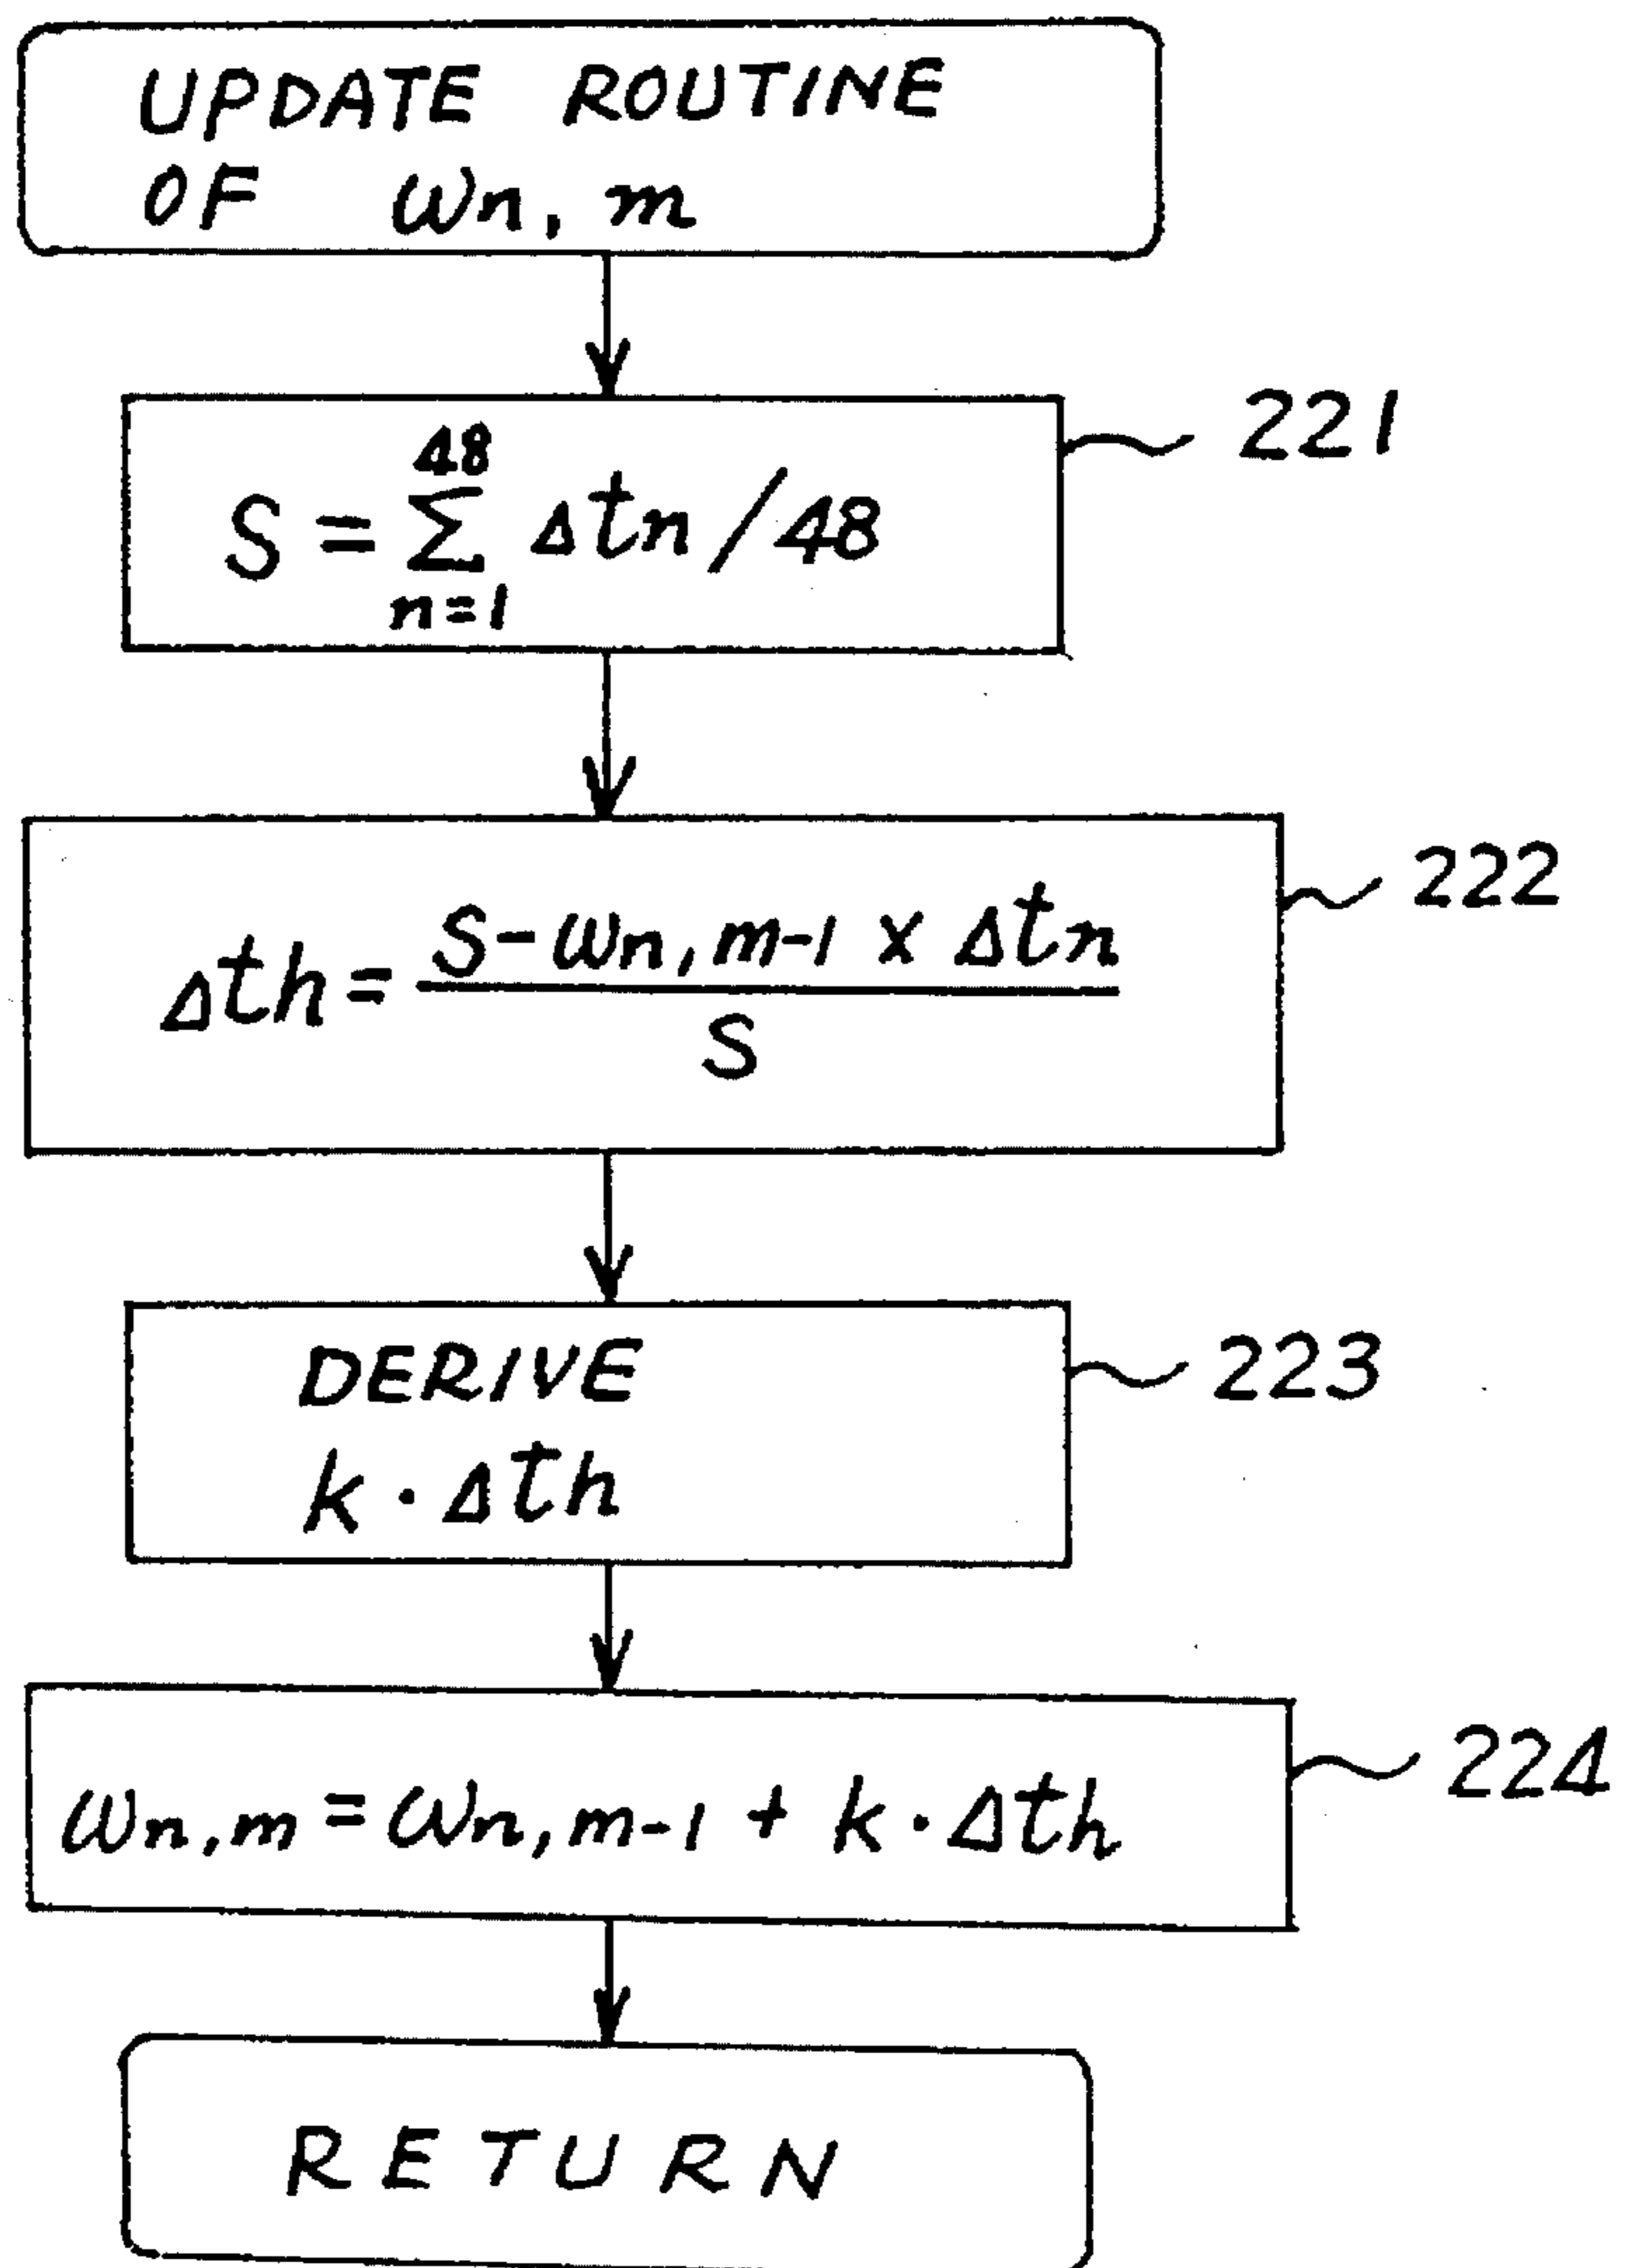 UPDATE ROUTINE
OF ωn, m
221
48
S = Σ Δtn / 48
n=1
222
S - ωn, m-1 × Δtn
Δth =
S
DERIVE
223
k · Δth
224
ωn, m = ωn, m-1 + k · Δth
RETURN